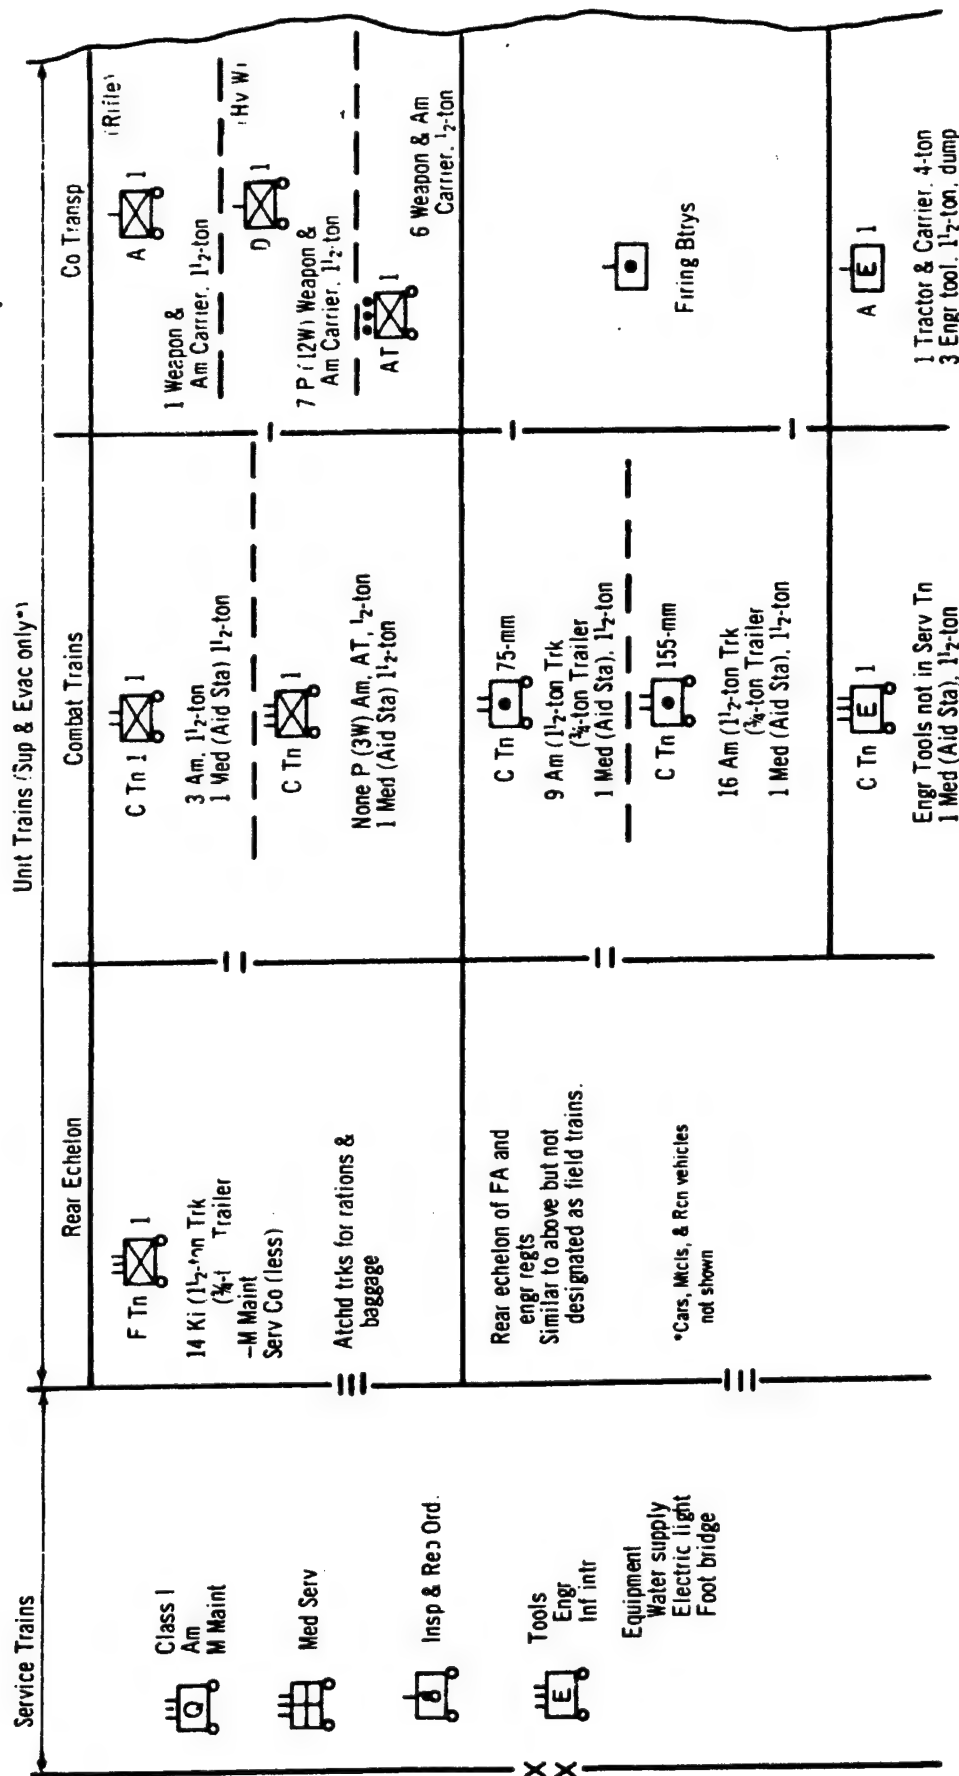 Unit Trains (Sup & Evac only*)
Service Trains
Rear Echelon
Combat Trains
Co Transp
Q
Class I
Am
M Maint
Med Serv
Insp & Rep Ord.
E
Tools
Engr
Inf intr
Equipment
Water supply
Electric light
Foot bridge
X X
F Tn 1
14 Ki (1½-ton Trk
(¾-t Trailer
-M Maint
Serv Co (less)
Atchd trks for rations &
baggage
III
Rear echelon of FA and
engr regts
Similar to above but not
designated as field trains.
*Cars, Mtcls, & Rcn vehicles
not shown
III
C Tn 1 1
3 Am, 1½-ton
1 Med (Aid Sta) 1½-ton
C Tn 1
None P (3W) Am, AT, ½-ton
1 Med (Aid Sta) 1½-ton
II
C Tn 75-mm
9 Am (1½-ton Trk
(¾-ton Trailer
1 Med (Aid Sta), 1½-ton
C Tn 155-mm
16 Am (1½-ton Trk
(¾-ton Trailer
1 Med (Aid Sta), 1½-ton
II
C Tn E 1
Engr Tools not in Serv Tn
1 Med (Aid Sta), 1½-ton
A 1 (Rifle)
1 Weapon &
Am Carrier, 1½-ton
I
D 1 (Hv W)
7 P (12W) Weapon &
Am Carrier, 1½-ton
AT 1
6 Weapon & Am
Carrier, ½-ton
I
Firing Btrys
I
A E 1
1 Tractor & Carrier, 4-ton
3 Engr tool, 1½-ton, dump